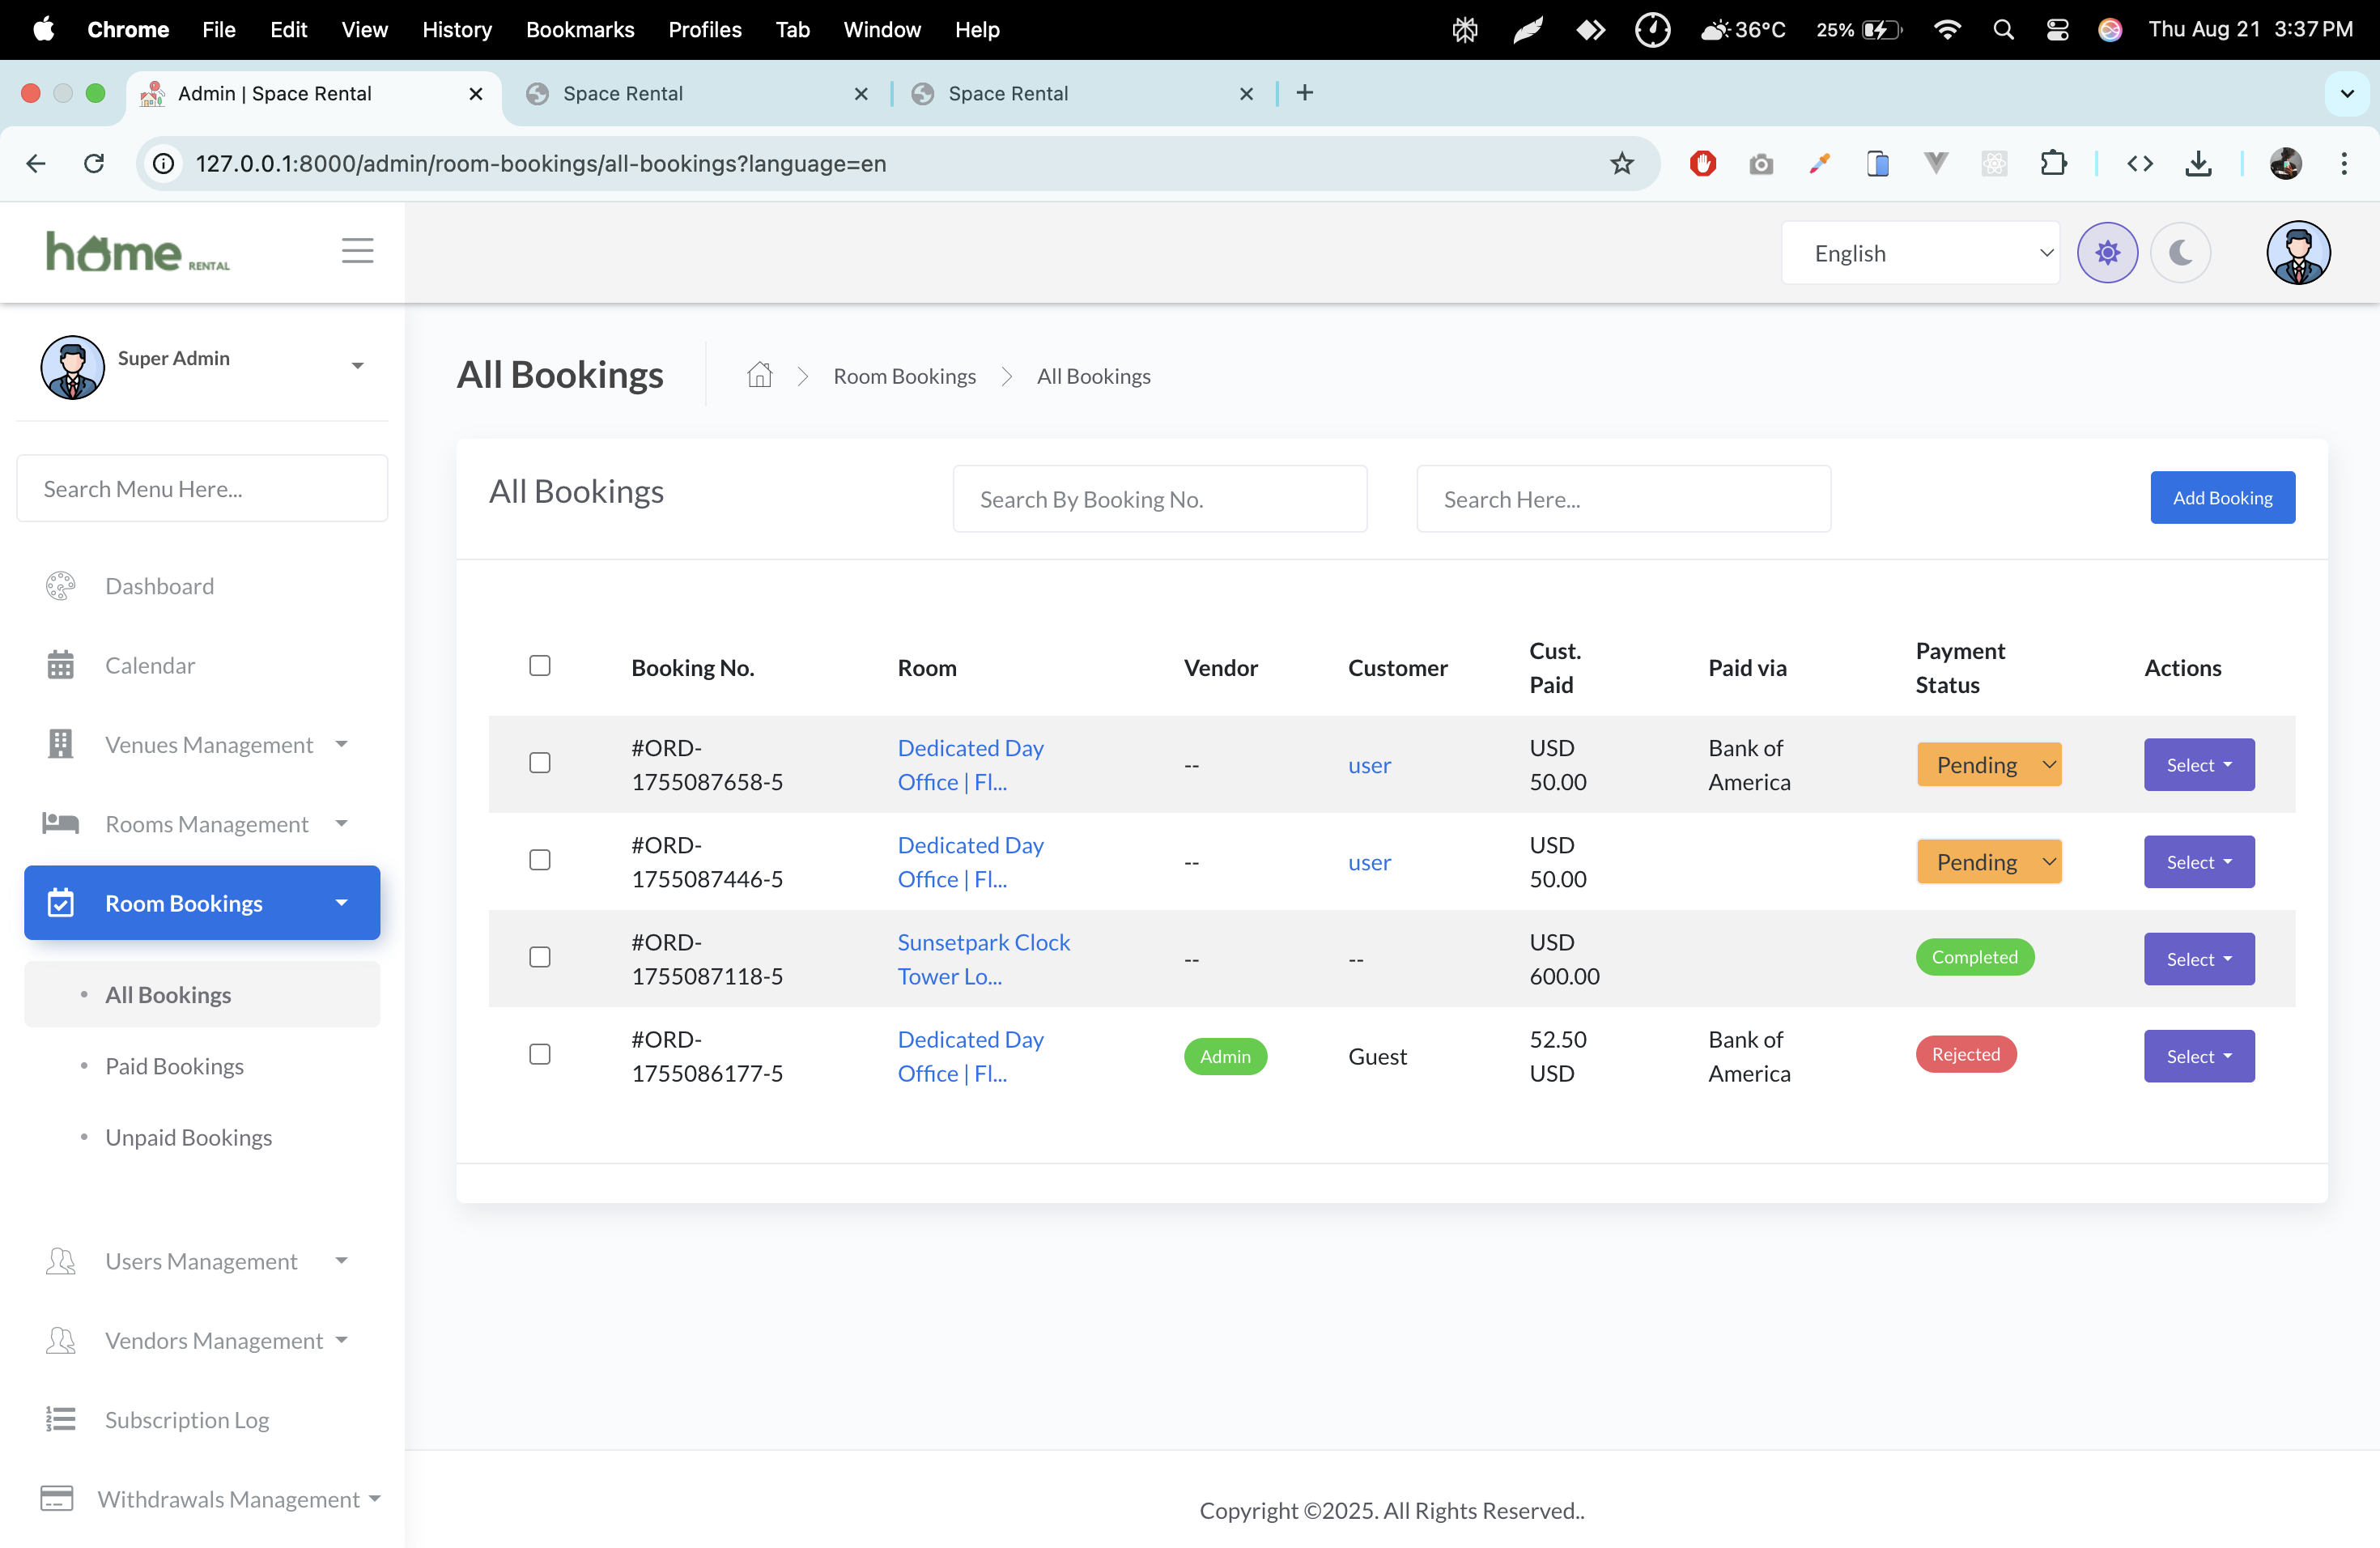 Chrome File Edit View History Bookmarks Profiles Tab Window Help 36°C 25% Thu Aug 21 3:37 PM
Admin | Space Rental Space Rental Space Rental
127.0.0.1:8000/admin/room-bookings/all-bookings?language=en
home RENTAL English
Super Admin
Search Menu Here...
Dashboard
Calendar
Venues Management
Rooms Management
Room Bookings
All Bookings
Paid Bookings
Unpaid Bookings
Users Management
Vendors Management
Subscription Log
Withdrawals Management
All Bookings Room Bookings All Bookings
All Bookings Search By Booking No. Search Here... Add Booking
Booking No. Room Vendor Customer Cust. Paid Paid via Payment Status Actions
#ORD- Dedicated Day USD Bank of
-- user Pending Select
1755087658-5 Office | Fl... 50.00 America
#ORD- Dedicated Day USD
-- user Pending Select
1755087446-5 Office | Fl... 50.00
#ORD- Sunsetpark Clock USD
-- -- Completed Select
1755087118-5 Tower Lo... 600.00
#ORD- Dedicated Day 52.50 Bank of
Admin Guest Rejected Select
1755086177-5 Office | Fl... USD America
Copyright ©2025. All Rights Reserved..